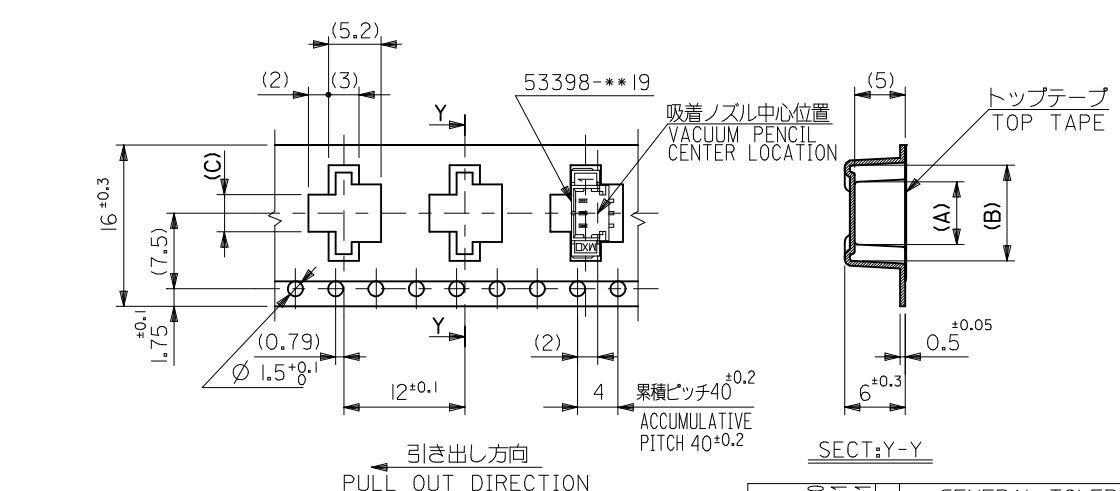 (5.2)
(2)
(3)
53398-**19
(5)
吸着ノズル中心位置
VACUUM PENCIL
CENTER LOCATION
トップテープ
TOP TAPE
Y
(C)
16 ±0.3
(7.5)
1.75 ±0.1
MXJ
(A)
(B)
Y
(0.79)
Ø 1.5 +0.1 0
(2)
0.5 ±0.05
12±0.1
4
累積ピッチ40 ±0.2
ACCUMULATIVE
PITCH 40±0.2
6±0.3
引き出し方向
PULL OUT DIRECTION
SECT:Y-Y